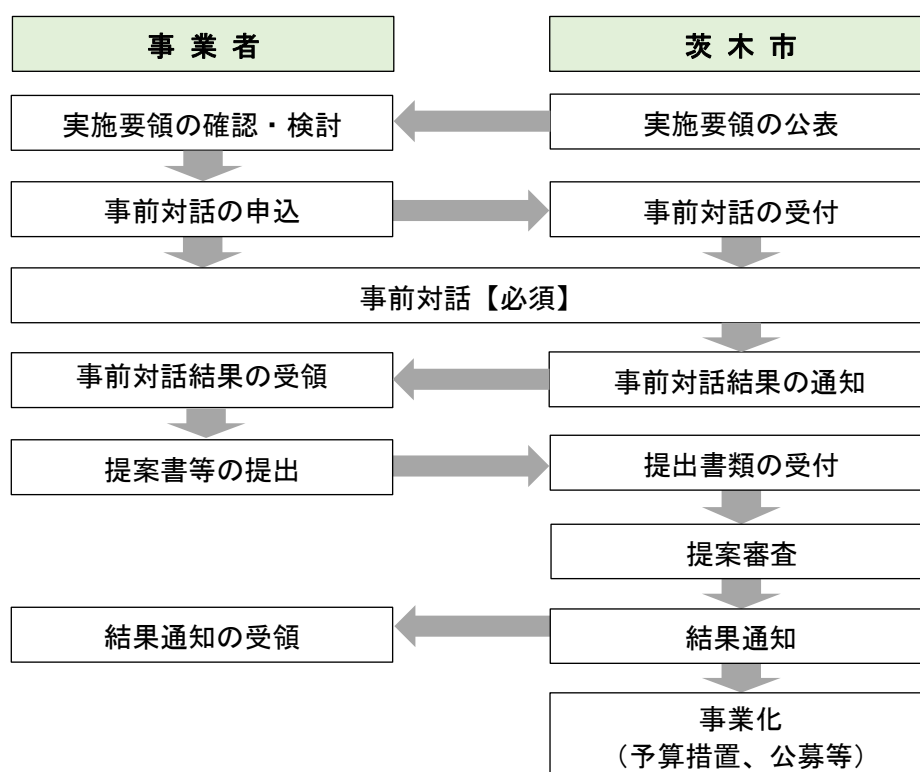 事業者
茨木市
実施要領の確認・検討
実施要領の公表
事前対話の申込
事前対話の受付
事前対話【必須】
事前対話結果の受領
事前対話結果の通知
提案書等の提出
提出書類の受付
提案審査
結果通知の受領
結果通知
事業化
（予算措置、公募等）